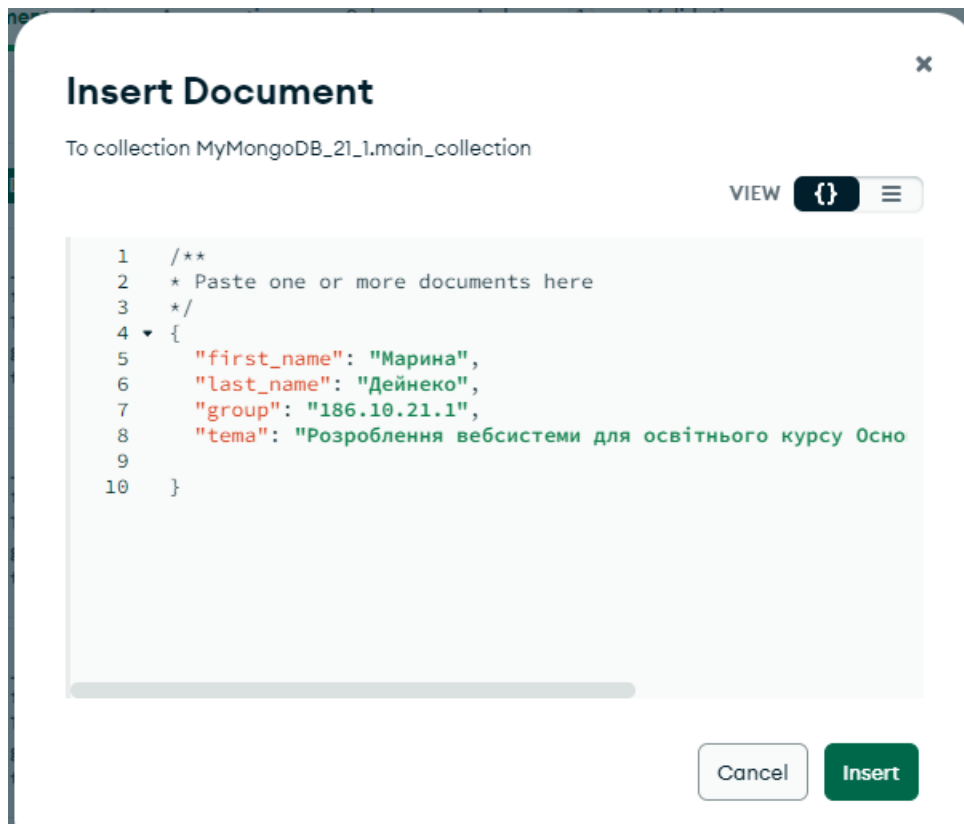 Insert Document
To collection MyMongoDB_21_1.main_collection
VIEW {}
1 /**
2 * Paste one or more documents here
3 */
4 {
5 "first_name": "Марина",
6 "last_name": "Дейнеко",
7 "group": "186.10.21.1",
8 "tema": "Розроблення вебсистеми для освітнього курсу Осно
9
10 }
Cancel Insert